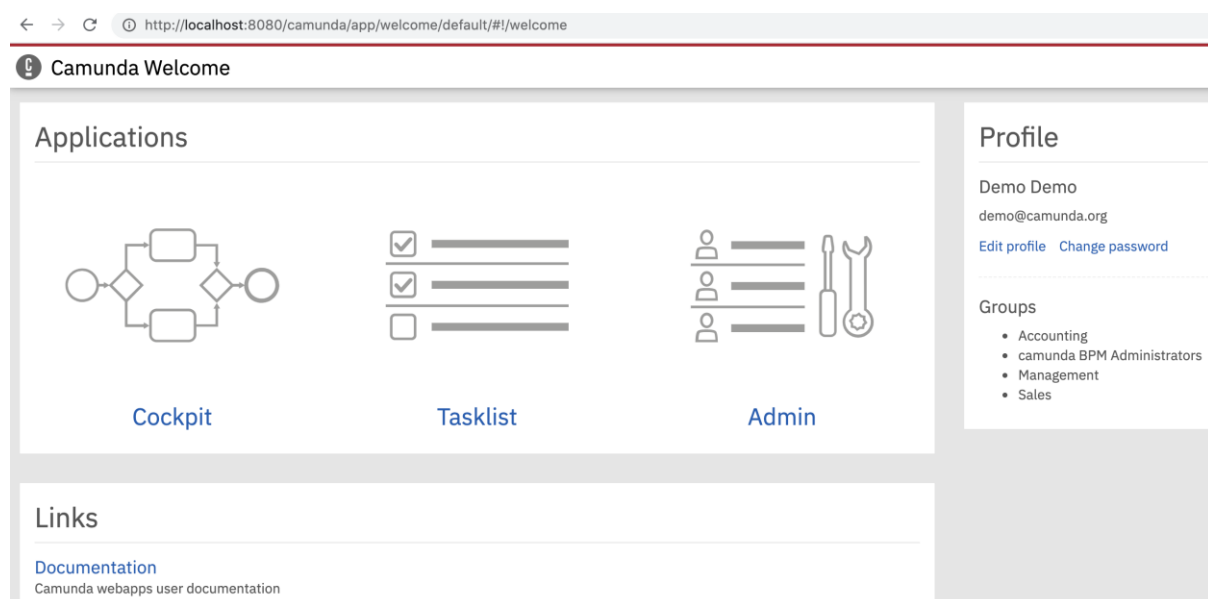 http://localhost:8080/camunda/app/welcome/default/#!/welcome
Camunda Welcome
Applications
Cockpit
Tasklist
Admin
Links
Documentation
Camunda webapps user documentation
Profile
Demo Demo
demo@camunda.org
Edit profile Change password
Groups
Accounting
camunda BPM Administrators
Management
Sales